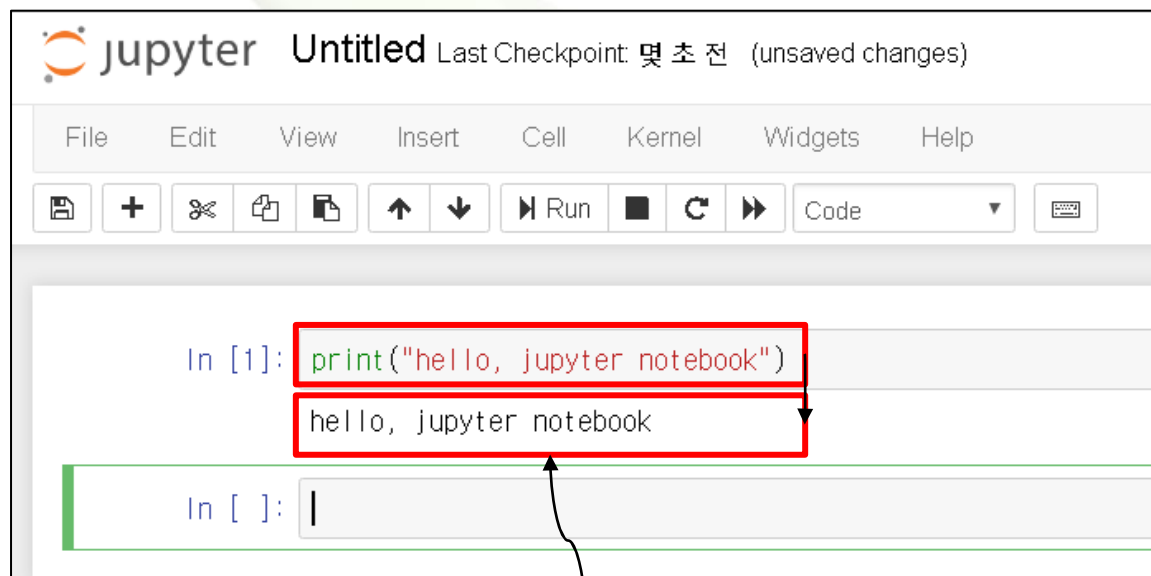 jupyter Untitled Last Checkpoint: 몇 초 전 (unsaved changes)
File Edit View Insert Cell Kernel Widgets Help
Run Code
In [1]: print("hello, jupyter notebook")
hello, jupyter notebook
In [ ]: